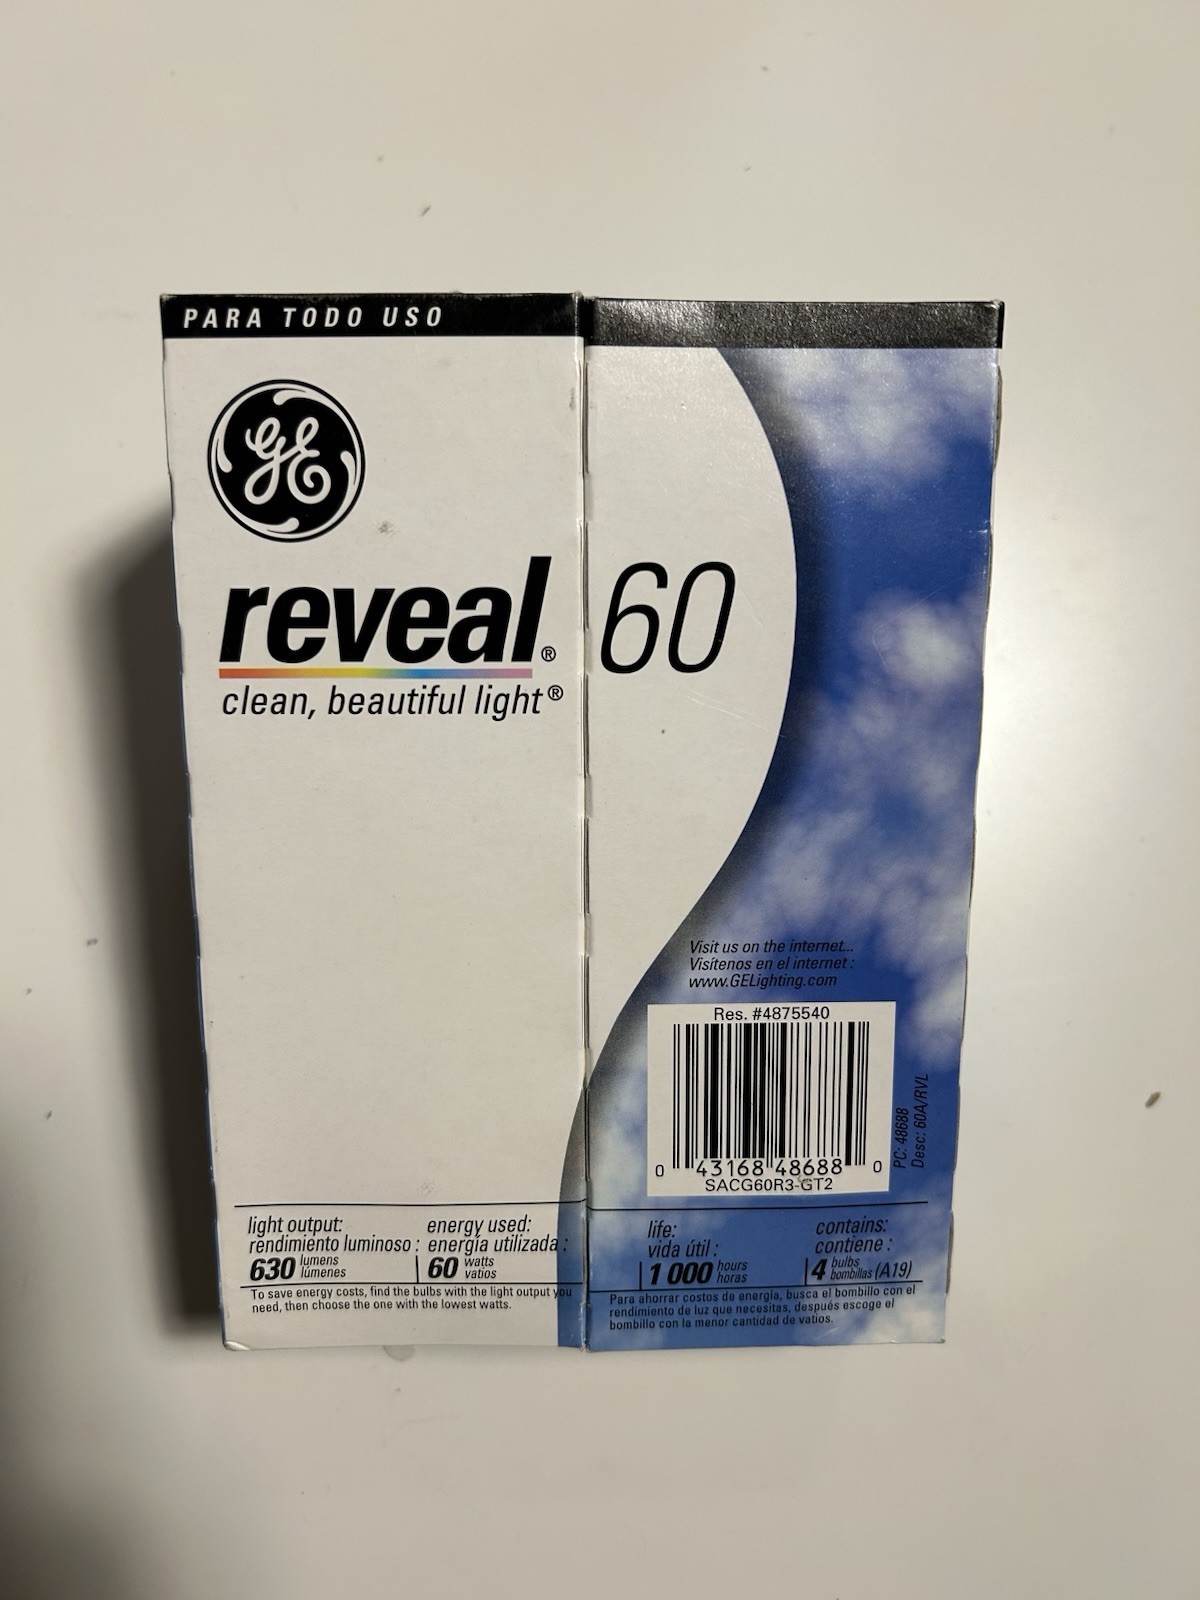 PARA TODO USO
GE
reveal® 60
clean, beautiful light®
Visit us on the internet...
Visítenos en el internet :
www.GELighting.com
Res. #4875540
0 43168 48688 0
SACG60R3-GT2
PC: 48688
Desc: 60A/RVL
light output:
rendimiento luminoso :
630 lumens
lúmenes
energy used:
energía utilizada :
60 watts
vatios
life:
vida útil :
1 000 hours
horas
contains:
contiene :
4 bulbs
bombillas (A19)
To save energy costs, find the bulbs with the light output you
need, then choose the one with the lowest watts.
Para ahorrar costos de energía, busca el bombillo con el
rendimiento de luz que necesitas, después escoge el
bombillo con la menor cantidad de vatios.